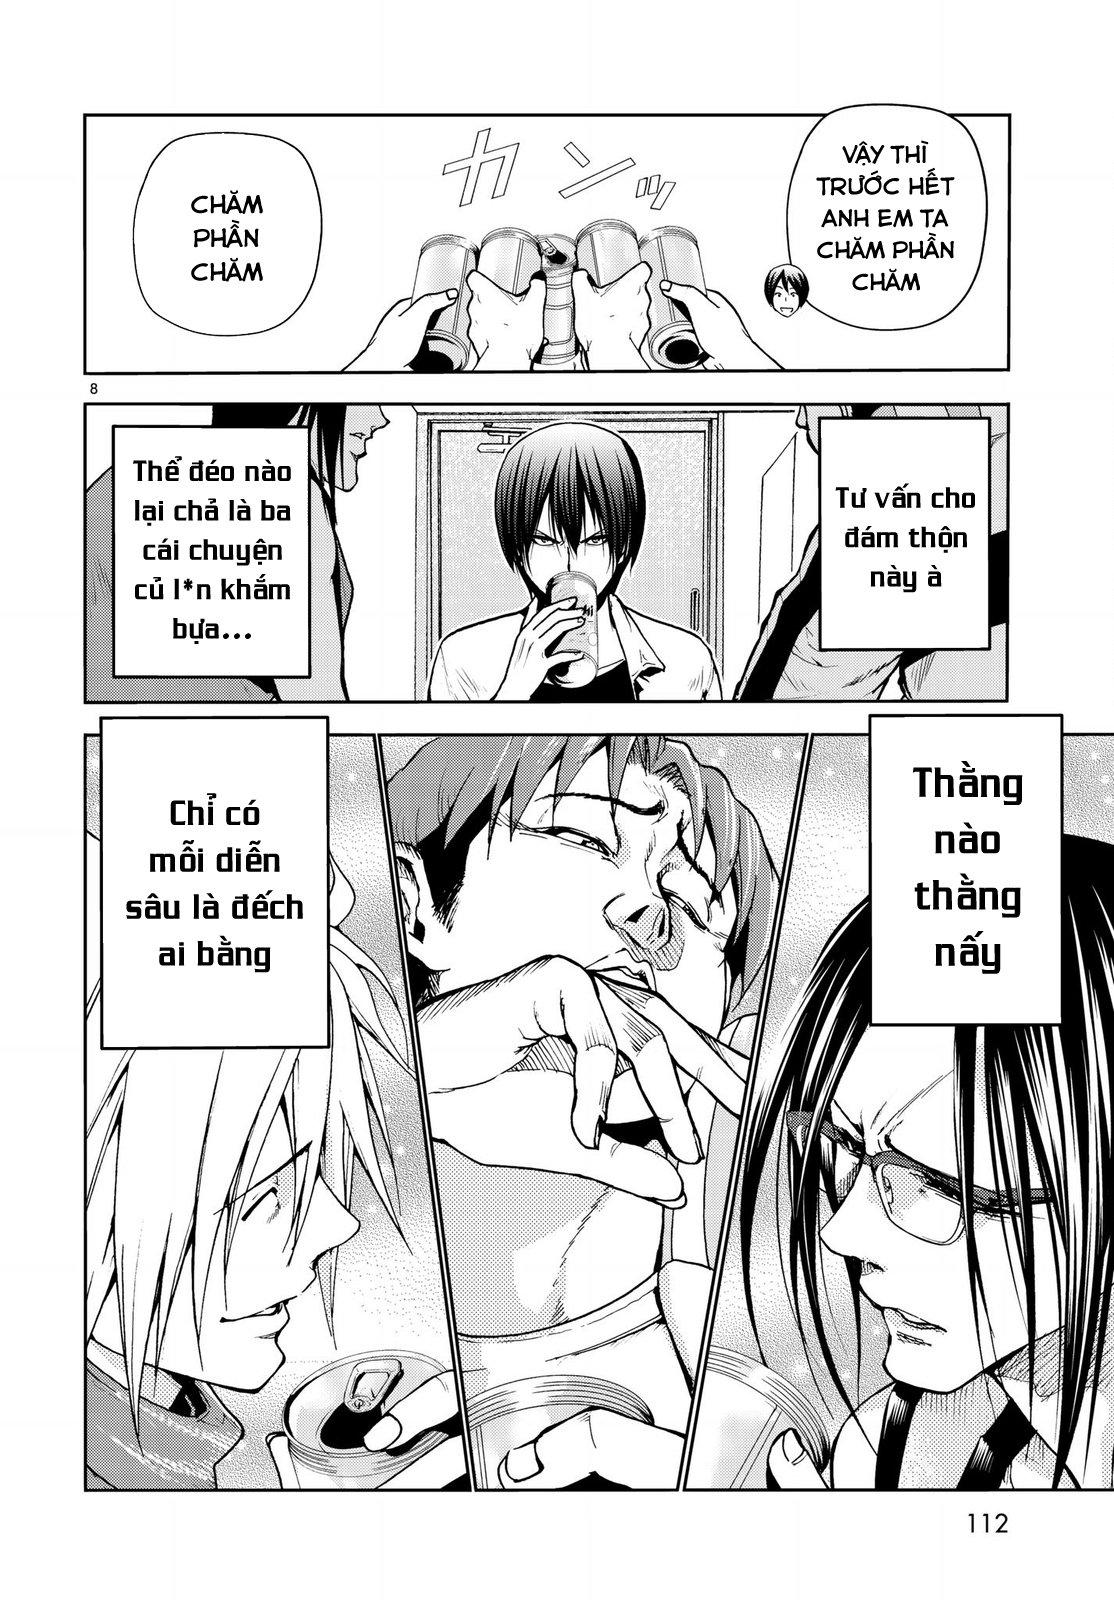 VẬY THÌ
TRƯỚC HẾT
ANH EM TA
CHĂM PHẦN
CHĂM
カンッ
CHĂM
PHẦN
CHĂM
8
Tư vấn cho
đám thộn
này à
Thể đéo nào
lại chả là ba
cái chuyện
củ l*n khắm
bựa...
Thằng
nào
thằng
nấy
Chỉ có
mỗi diễn
sâu là đếch
ai bằng
112